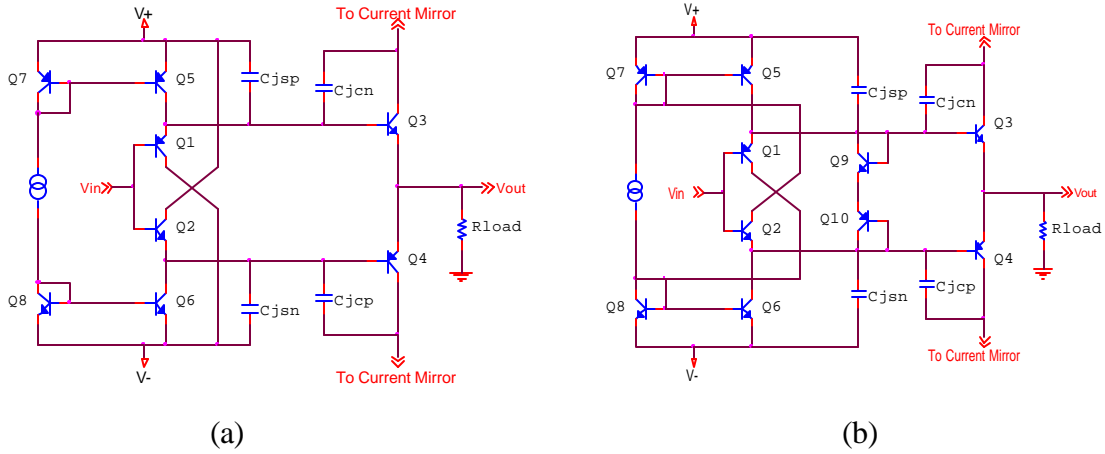 To Current Mirror
V+
Q7
Q5
Cjsp
Cjcn
Q3
Q1
Vin
Vout
Rload
Q2
Q4
Q8
Q6
Cjsn
Cjcp
V-
To Current Mirror
(a)
To Current Mirror
V+
Q7
Q5
Cjsp
Cjcn
Q3
Q1
Q9
Vin
Vout
Q10
Rload
Q2
Q4
Q8
Q6
Cjsn
Cjcp
V-
To Current Mirror
(b)